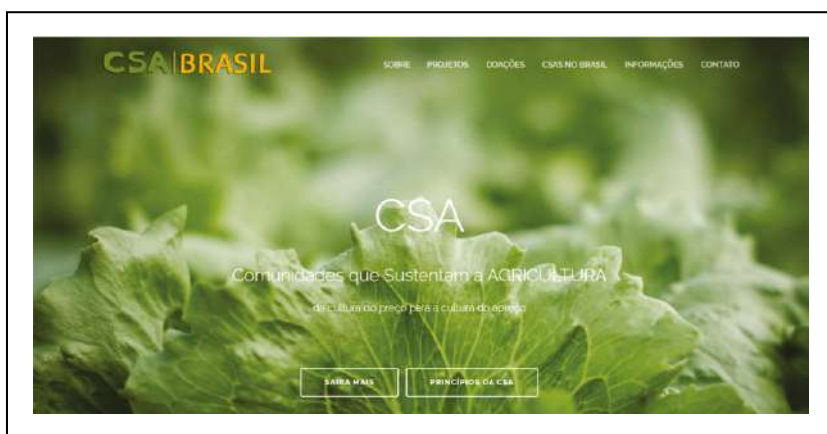 CSA|BRASIL
SOBRE PROJETOS DOAÇÕES CSAS NO BRASIL INFORMAÇÕES CONTATO
CSA
Comunidades que Sustentam a AGRICULTURA
da cultura do preço para a cultura do apreço
SAIBA MAIS PRINCÍPIOS DA CSA